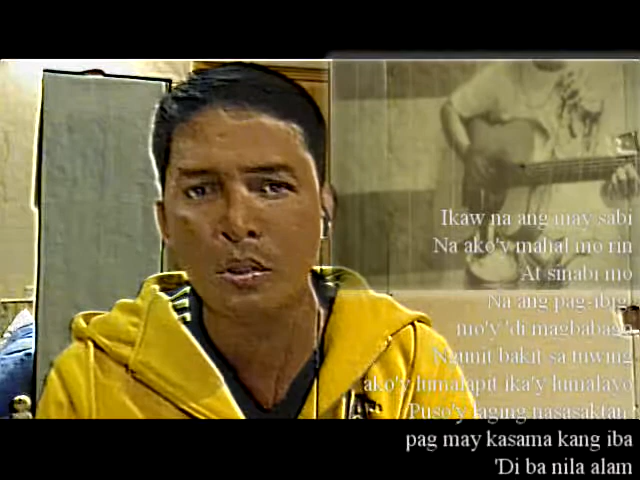 Ikaw na ang may sabi
Na ako'y mahal mo rin
At sinabi mo
Na ang pag-ibig
mo'y 'di magbabago
Ngunit bakit sa tuwing
ako'y lumalapit ika'y lumalayo
Puso'y laging nasasaktan
pag may kasama kang iba
'Di ba nila alam